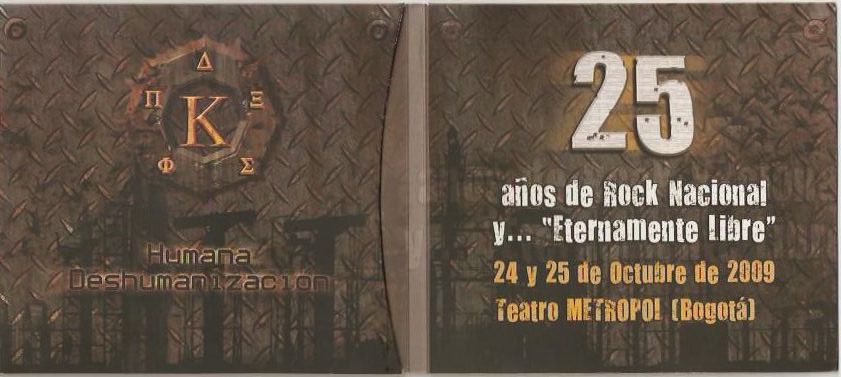 Δ
Π Ξ
K
Φ Σ
Humana
Deshumanizacion
25
años de Rock Nacional
y... "Eternamente Libre"
24 y 25 de Octubre de 2009
Teatro METROPOL (Bogotá)